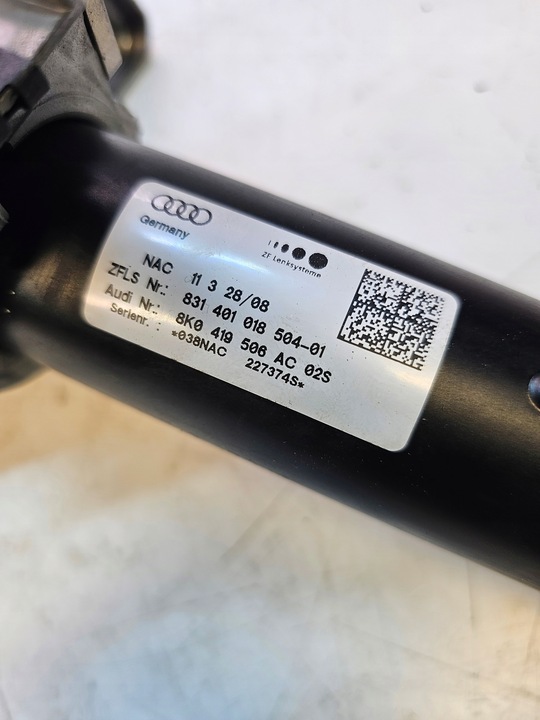 Germany
ZF Lenksysteme
NAC 11 3 28/08
ZFLS Nr: 831 401 018 504-01
Audi Nr: 8K0 419 506 AC 02S
Serienr. : *038NAC 227374S*